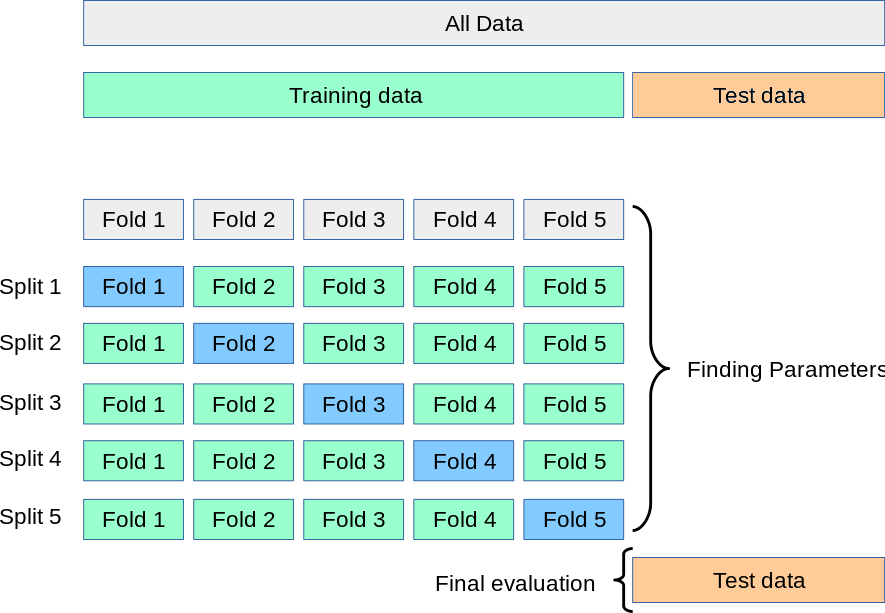 All Data
Training data Test data
Fold 1 Fold 2 Fold 3 Fold 4 Fold 5
Split 1 Fold 1 Fold 2 Fold 3 Fold 4 Fold 5
Split 2 Fold 1 Fold 2 Fold 3 Fold 4 Fold 5
Finding Parameters
Split 3 Fold 1 Fold 2 Fold 3 Fold 4 Fold 5
Split 4 Fold 1 Fold 2 Fold 3 Fold 4 Fold 5
Split 5 Fold 1 Fold 2 Fold 3 Fold 4 Fold 5
Final evaluation Test data